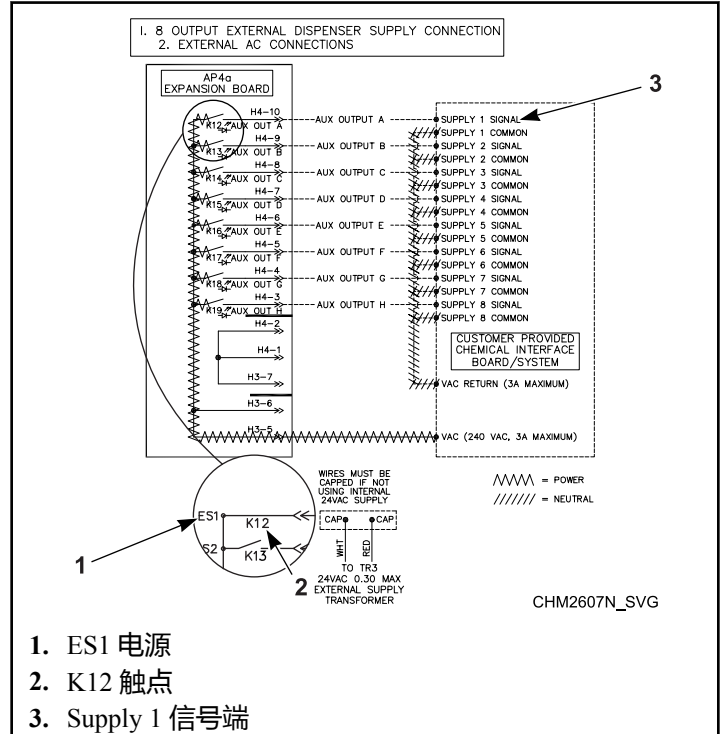 1. 8 OUTPUT EXTERNAL DISPENSER SUPPLY CONNECTION
2. EXTERNAL AC CONNECTIONS
AP4a
EXPANSION BOARD
3
H4-10
K12 AUX OUT A
AUX OUTPUT A
SUPPLY 1 SIGNAL
SUPPLY 1 COMMON
H4-9
K13 AUX OUT B
AUX OUTPUT B
SUPPLY 2 SIGNAL
SUPPLY 2 COMMON
H4-8
K14 AUX OUT C
AUX OUTPUT C
SUPPLY 3 SIGNAL
SUPPLY 3 COMMON
H4-7
K15 AUX OUT D
AUX OUTPUT D
SUPPLY 4 SIGNAL
SUPPLY 4 COMMON
H4-6
K16 AUX OUT E
AUX OUTPUT E
SUPPLY 5 SIGNAL
SUPPLY 5 COMMON
H4-5
K17 AUX OUT F
AUX OUTPUT F
SUPPLY 6 SIGNAL
SUPPLY 6 COMMON
H4-4
K18 AUX OUT G
AUX OUTPUT G
SUPPLY 7 SIGNAL
SUPPLY 7 COMMON
H4-3
K19 AUX OUT H
AUX OUTPUT H
SUPPLY 8 SIGNAL
SUPPLY 8 COMMON
H4-2
H4-1
H3-7
H3-6
H3-5
CUSTOMER PROVIDED
CHEMICAL INTERFACE
BOARD/SYSTEM
VAC RETURN (3A MAXIMUM)
VAC (240 VAC, 3A MAXIMUM)
= POWER
= NEUTRAL
WIRES MUST BE
CAPPED IF NOT
USING INTERNAL
24VAC SUPPLY
CAP CAP
WHT
RED
TO TR3
24VAC 0.30 MAX
EXTERNAL SUPPLY
TRANSFORMER
ES1
K12
S2
K13
1
2
CHM2607N_SVG
1. ES1 电源
2. K12 触点
3. Supply 1 信号端